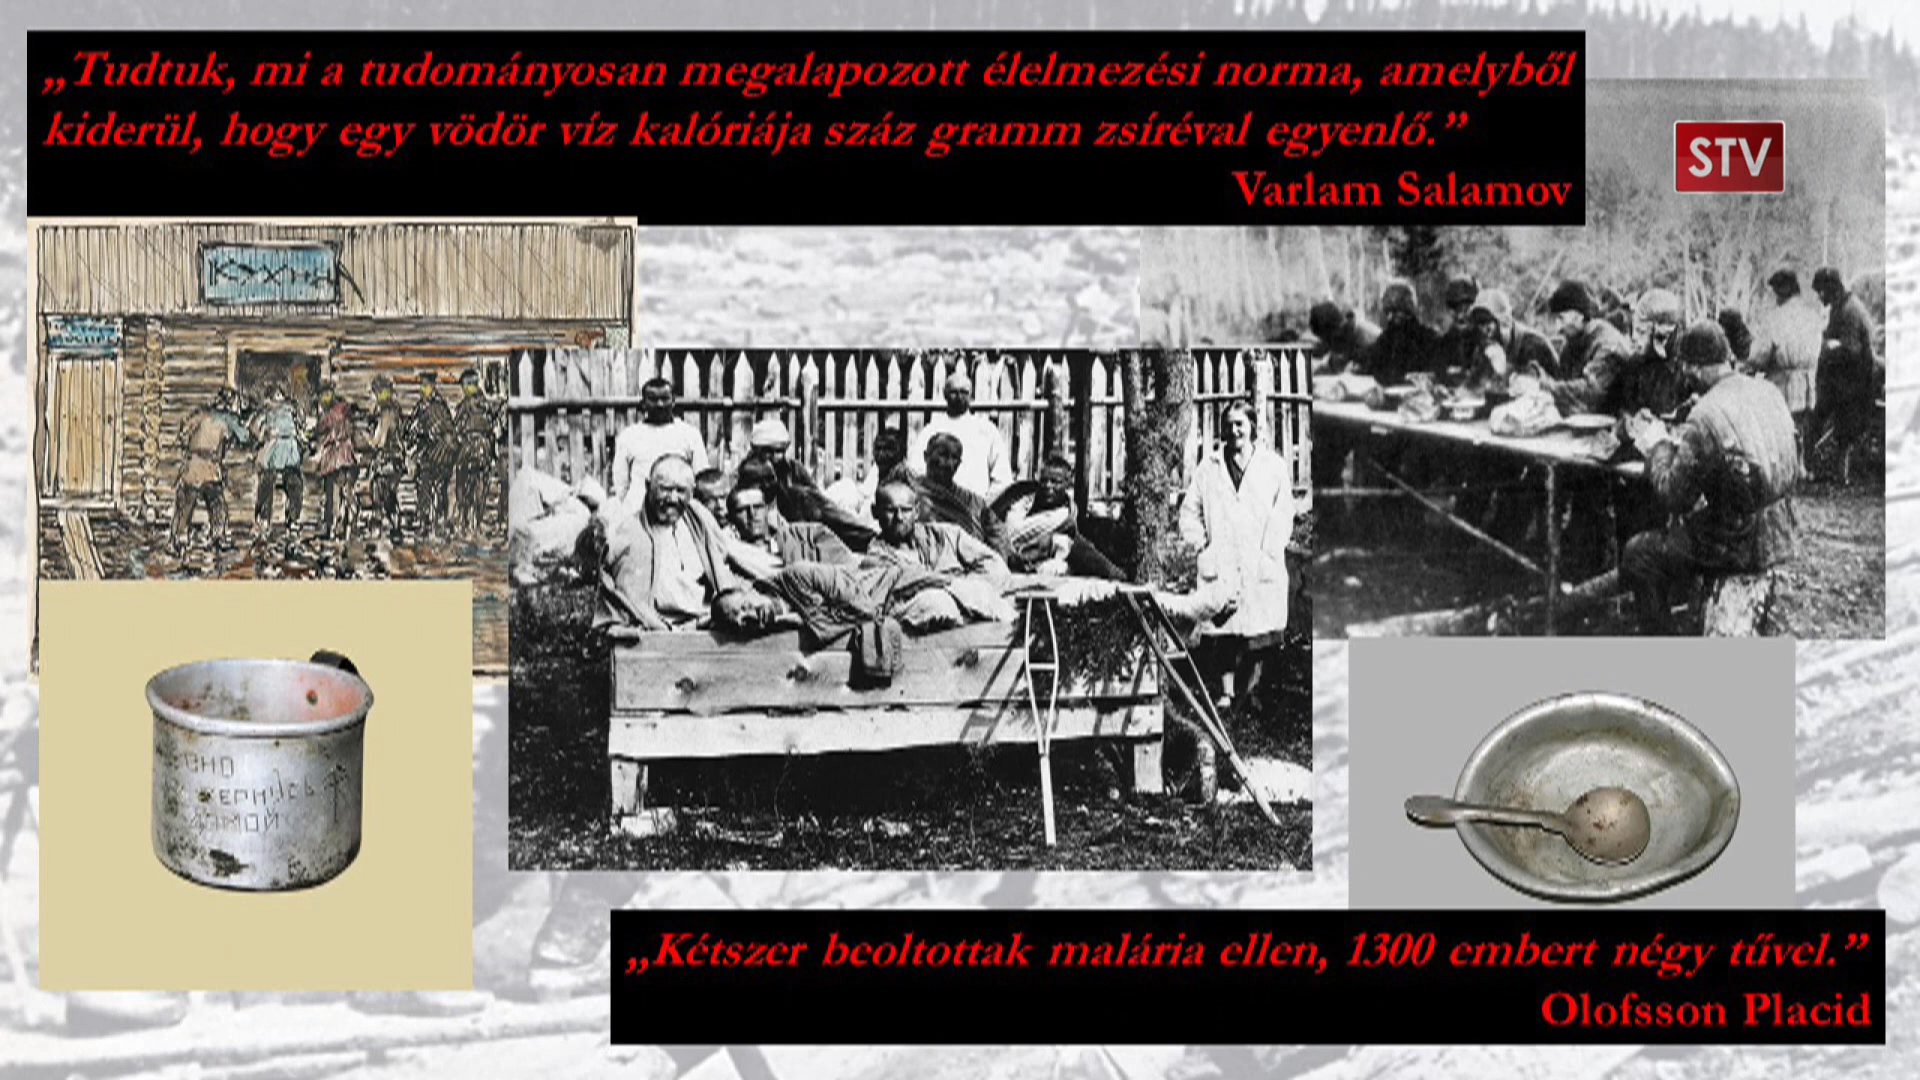 „Tudtuk, mi a tudományosan megalapozott élelmezési norma, amelyből
kiderül, hogy egy vödör víz kalóriája száz gramm zsíréval egyenlő.”
Varlam Salamov
STV
КУХНЯ
ДОМОЙ
„Kétszer beoltottak malária ellen, 1300 embert négy tűvel.”
Olofsson Placid